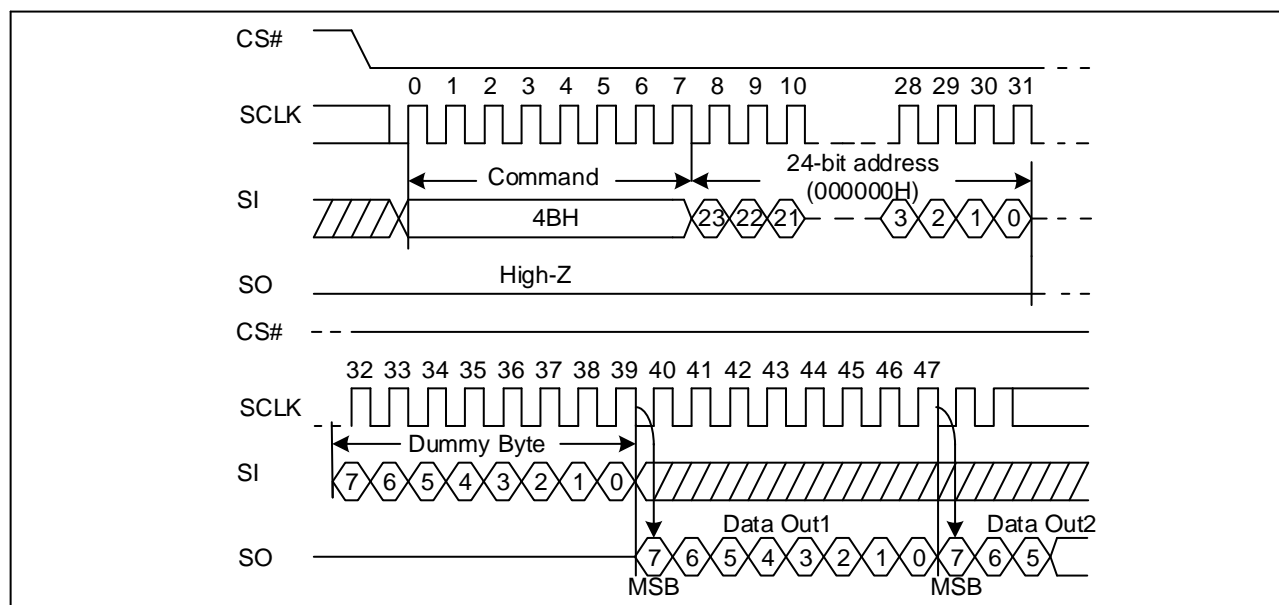 CS#
0 1 2 3 4 5 6 7 8 9 10 28 29 30 31
SCLK
Command
24-bit address
(000000H)
SI
4BH
23 22 21 3 2 1 0
High-Z
SO
CS#
32 33 34 35 36 37 38 39 40 41 42 43 44 45 46 47
SCLK
Dummy Byte
SI
7 6 5 4 3 2 1 0
Data Out1
Data Out2
SO
7 6 5 4 3 2 1 0 7 6 5
MSB
MSB